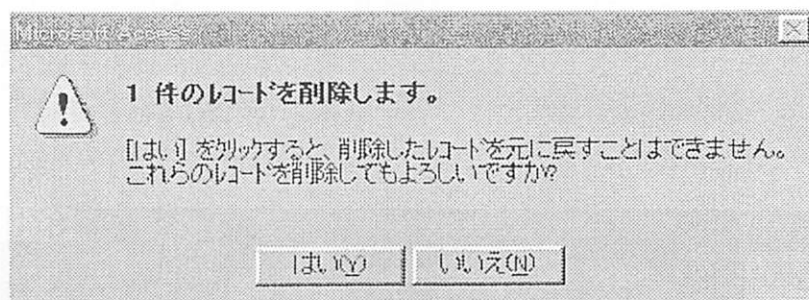 Microsoft Access
1 件のレコードを削除します。
[はい] をクリックすると、削除したレコードを元に戻すことはできません。
これらのレコードを削除してもよろしいですか?
はい(Y)
いいえ(N)